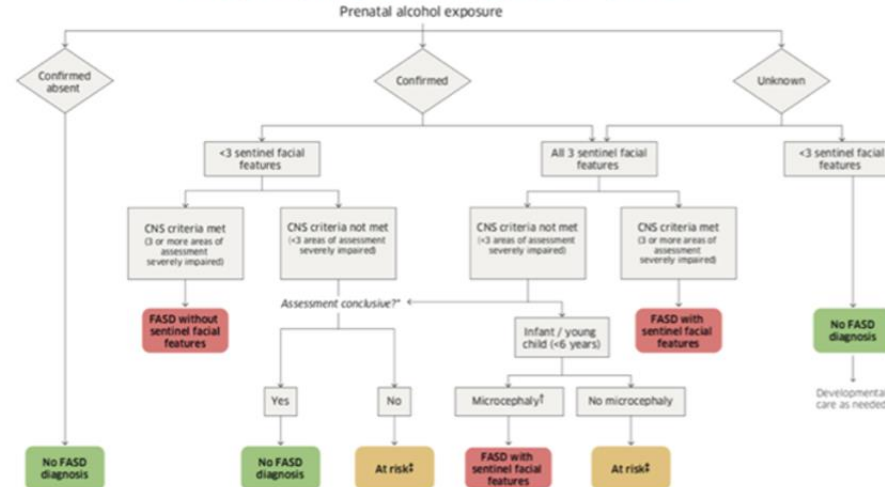 Prenatal alcohol exposure
Confirmed
absent
Confirmed
Unknown
<3 sentinel facial
features
All 3 sentinel facial
features
<3 sentinel facial
features
CNS criteria met
(3 or more areas of
assessment
severely impaired)
CNS criteria not met
(<3 areas of assessment
severely impaired)
CNS criteria not met
(<3 areas of assessment
severely impaired)
CNS criteria met
(3 or more areas of
assessment
severely impaired)
FASD without
sentinel facial
features
Assessment conclusive?*
Infant / young
child (<6 years)
FASD with
sentinel facial
features
No FASD
diagnosis
Developmental
care as needed
Yes
No
Microcephaly†
No microcephaly
No FASD
diagnosis
No FASD
diagnosis
At risk‡
FASD with
sentinel facial
features
At risk‡